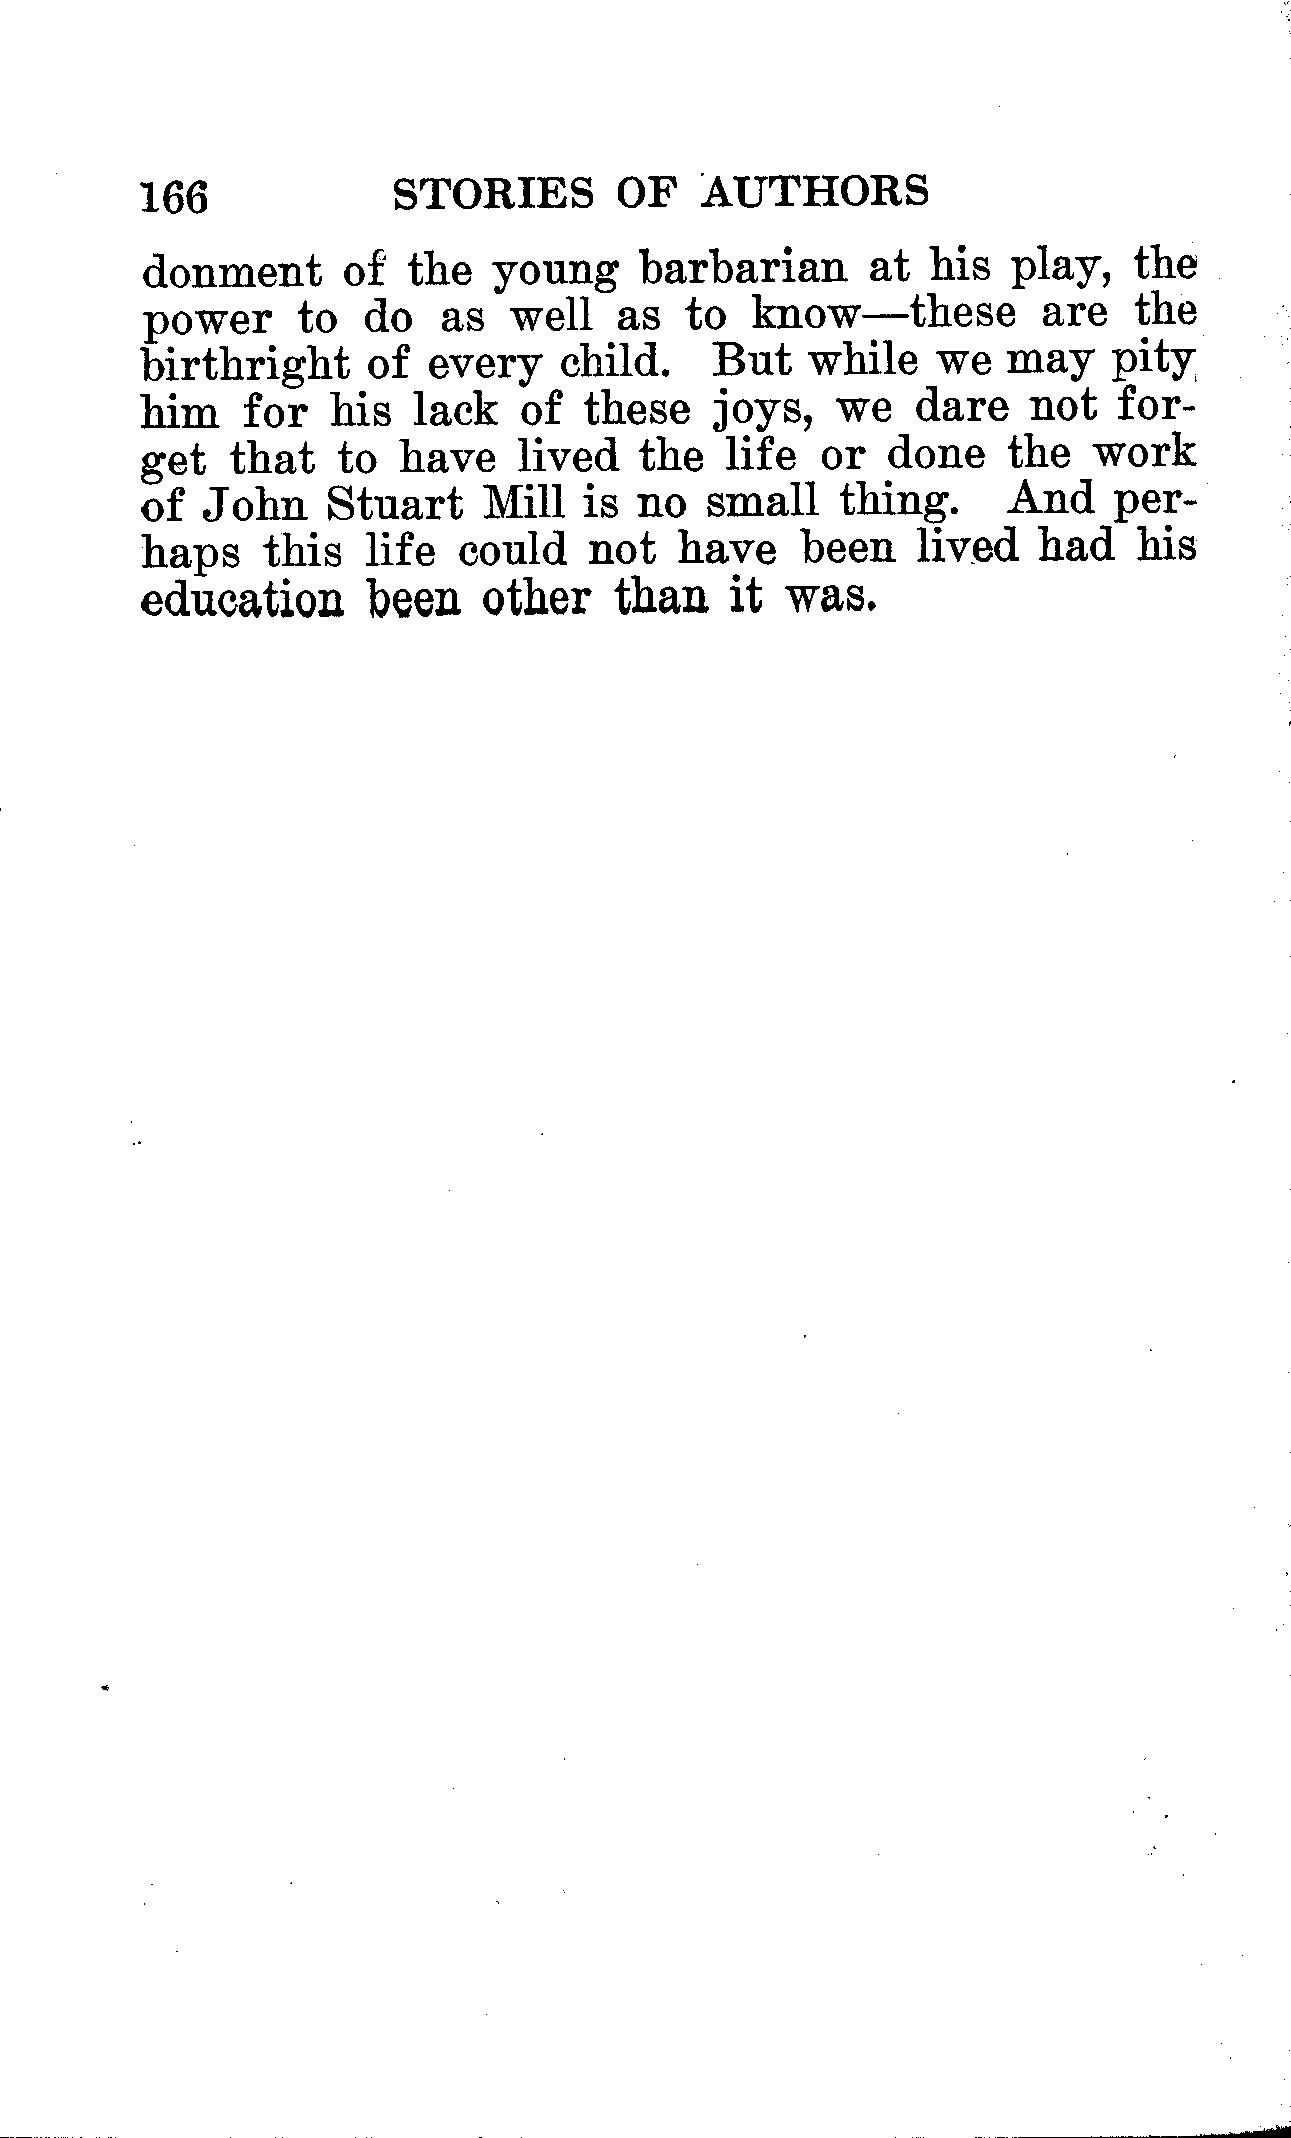 166 STORIES OF AUTHORS
donment of the young barbarian at his play, the
power to do as well as to know—these are the
birthright of every child. But while we may pity
him for his lack of these joys, we dare not for-
get that to have lived the life or done the work
of John Stuart Mill is no small thing. And per-
haps this life could not have been lived had his
education been other than it was.